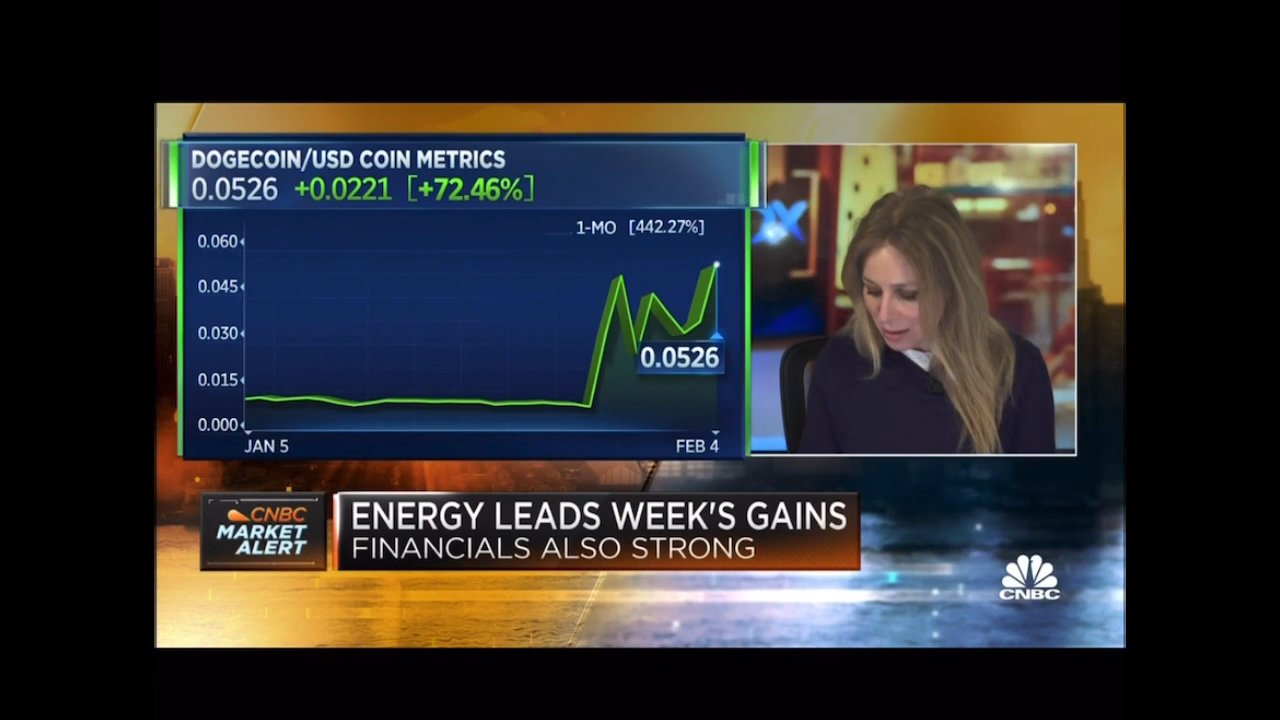 DOGECOIN/USD COIN METRICS
0.0526 +0.0221 [+72.46%]
1-MO [442.27%]
0.060
0.045
0.030
0.015
0.000
0.0526
JAN 5 FEB 4
CNBC
MARKET
ALERT
ENERGY LEADS WEEK'S GAINS
FINANCIALS ALSO STRONG
CNBC